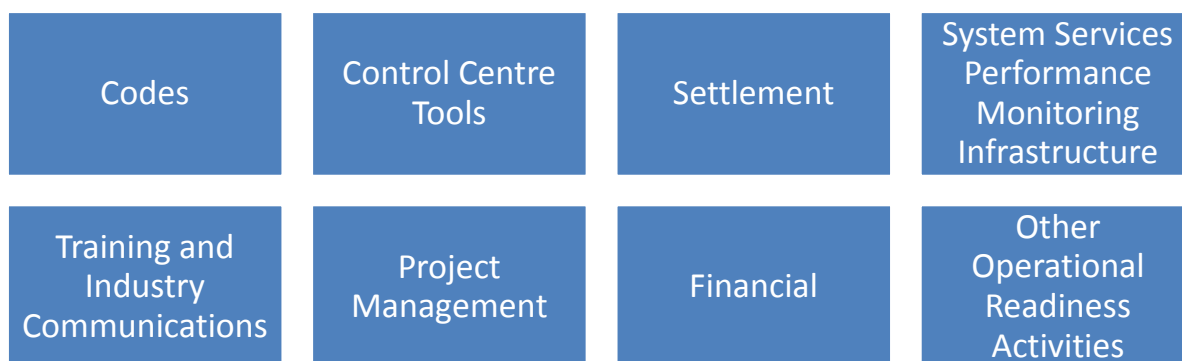 Codes
Control Centre
Tools
Settlement
System Services
Performance
Monitoring
Infrastructure
Training and
Industry
Communications
Project
Management
Financial
Other
Operational
Readiness
Activities